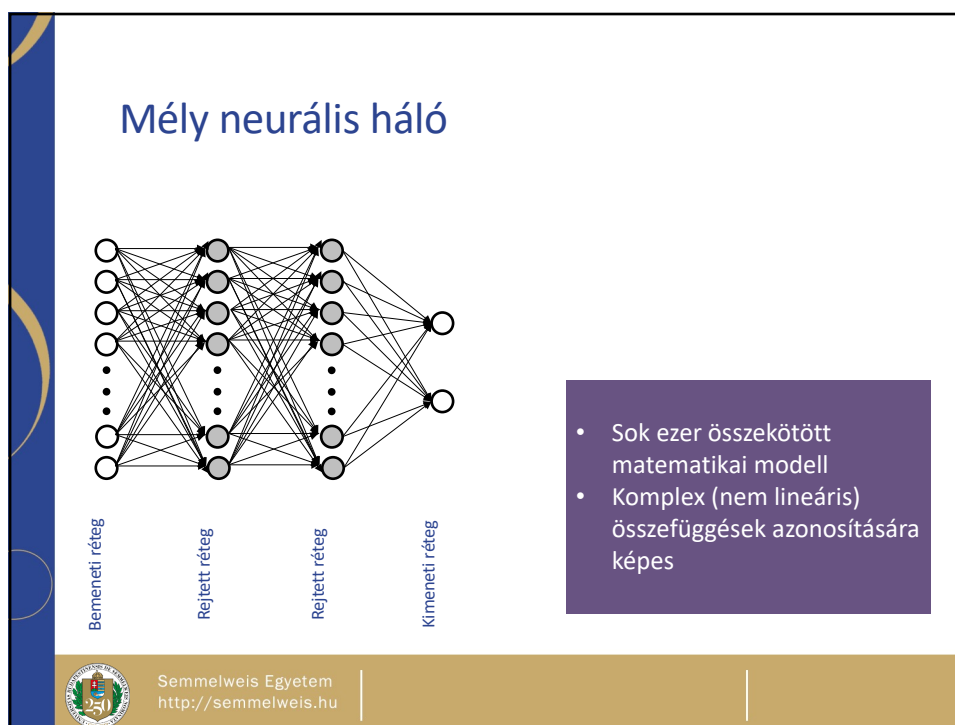 Mély neurális háló
Bemeneti réteg
Rejtett réteg
Rejtett réteg
Kimeneti réteg
• Sok ezer összekötött
matematikai modell
• Komplex (nem lineáris)
összefüggések azonosítására
képes
Semmelweis Egyetem
http://semmelweis.hu
250